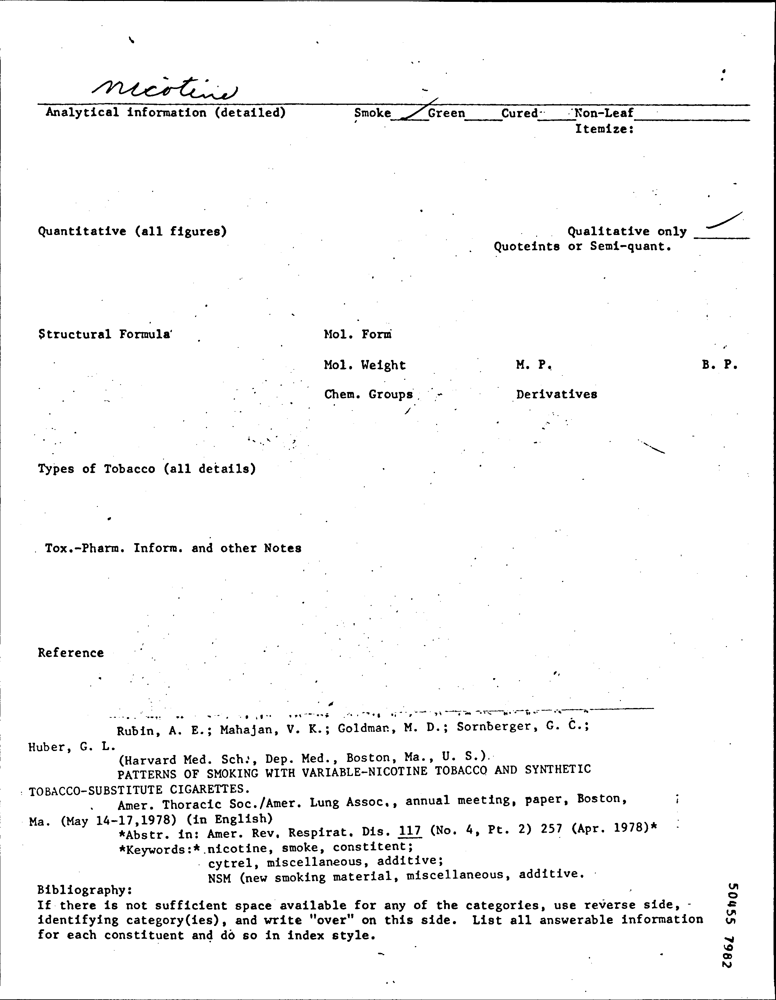 nicotine
Analytical information (detailed) Smoke Green Cured Non-Leaf
Itemize:
Quantitative (all figures) Qualitative only
Quoteints or Semi-quant.
Structural Formula Mol. Form
Mol. Weight M. P. B. P.
Chem. Groups Derivatives
Types of Tobacco (all details)
Tox.-Pharm. Inform. and other Notes
Reference
Rubin, A. E.; Mahajan, V. K.; Goldman, M. D.; Sornberger, G. C.;
Huber, G. L.
(Harvard Med. Sch., Dep. Med., Boston, Ma., U. S.).
PATTERNS OF SMOKING WITH VARIABLE-NICOTINE TOBACCO AND SYNTHETIC
TOBACCO-SUBSTITUTE CIGARETTES.
Amer. Thoracic Soc./Amer. Lung Assoc., annual meeting, paper, Boston,
Ma. (May 14-17,1978) (in English)
*Abstr. in: Amer. Rev. Respirat. Dis. 117 (No. 4, Pt. 2) 257 (Apr. 1978)*
*Keywords:* nicotine, smoke, constitent;
cytrel, miscellaneous, additive;
NSM (new smoking material, miscellaneous, additive.
Bibliography:
If there is not sufficient space available for any of the categories, use reverse side,
identifying category(ies), and write "over" on this side. List all answerable information
for each constituent and do so in index style.
50455 7982